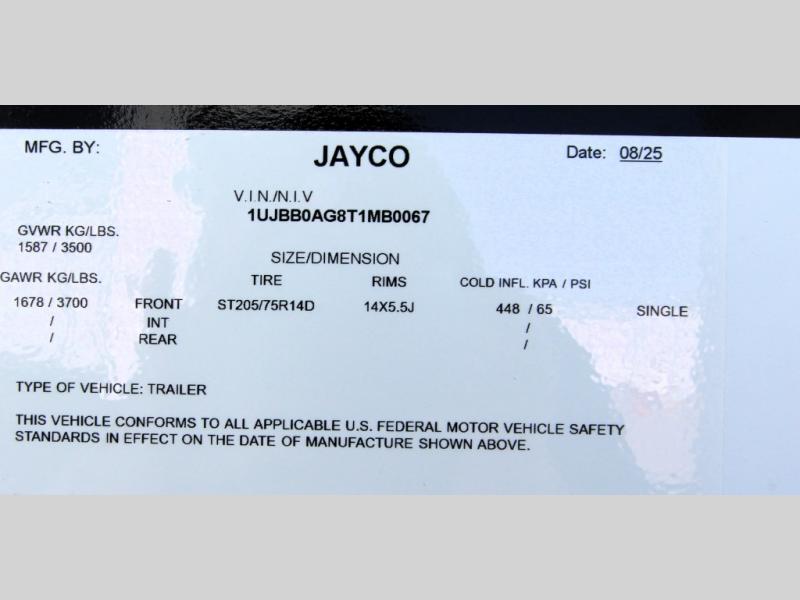 MFG. BY: JAYCO Date: 08/25
V.I.N./N.I.V
1UJBB0AG8T1MB0067
GVWR KG/LBS.
1587 / 3500
SIZE/DIMENSION
GAWR KG/LBS. TIRE RIMS COLD INFL. KPA / PSI
1678 / 3700 FRONT ST205/75R14D 14X5.5J 448 / 65 SINGLE
/ INT /
/ REAR /
TYPE OF VEHICLE: TRAILER
THIS VEHICLE CONFORMS TO ALL APPLICABLE U.S. FEDERAL MOTOR VEHICLE SAFETY
STANDARDS IN EFFECT ON THE DATE OF MANUFACTURE SHOWN ABOVE.